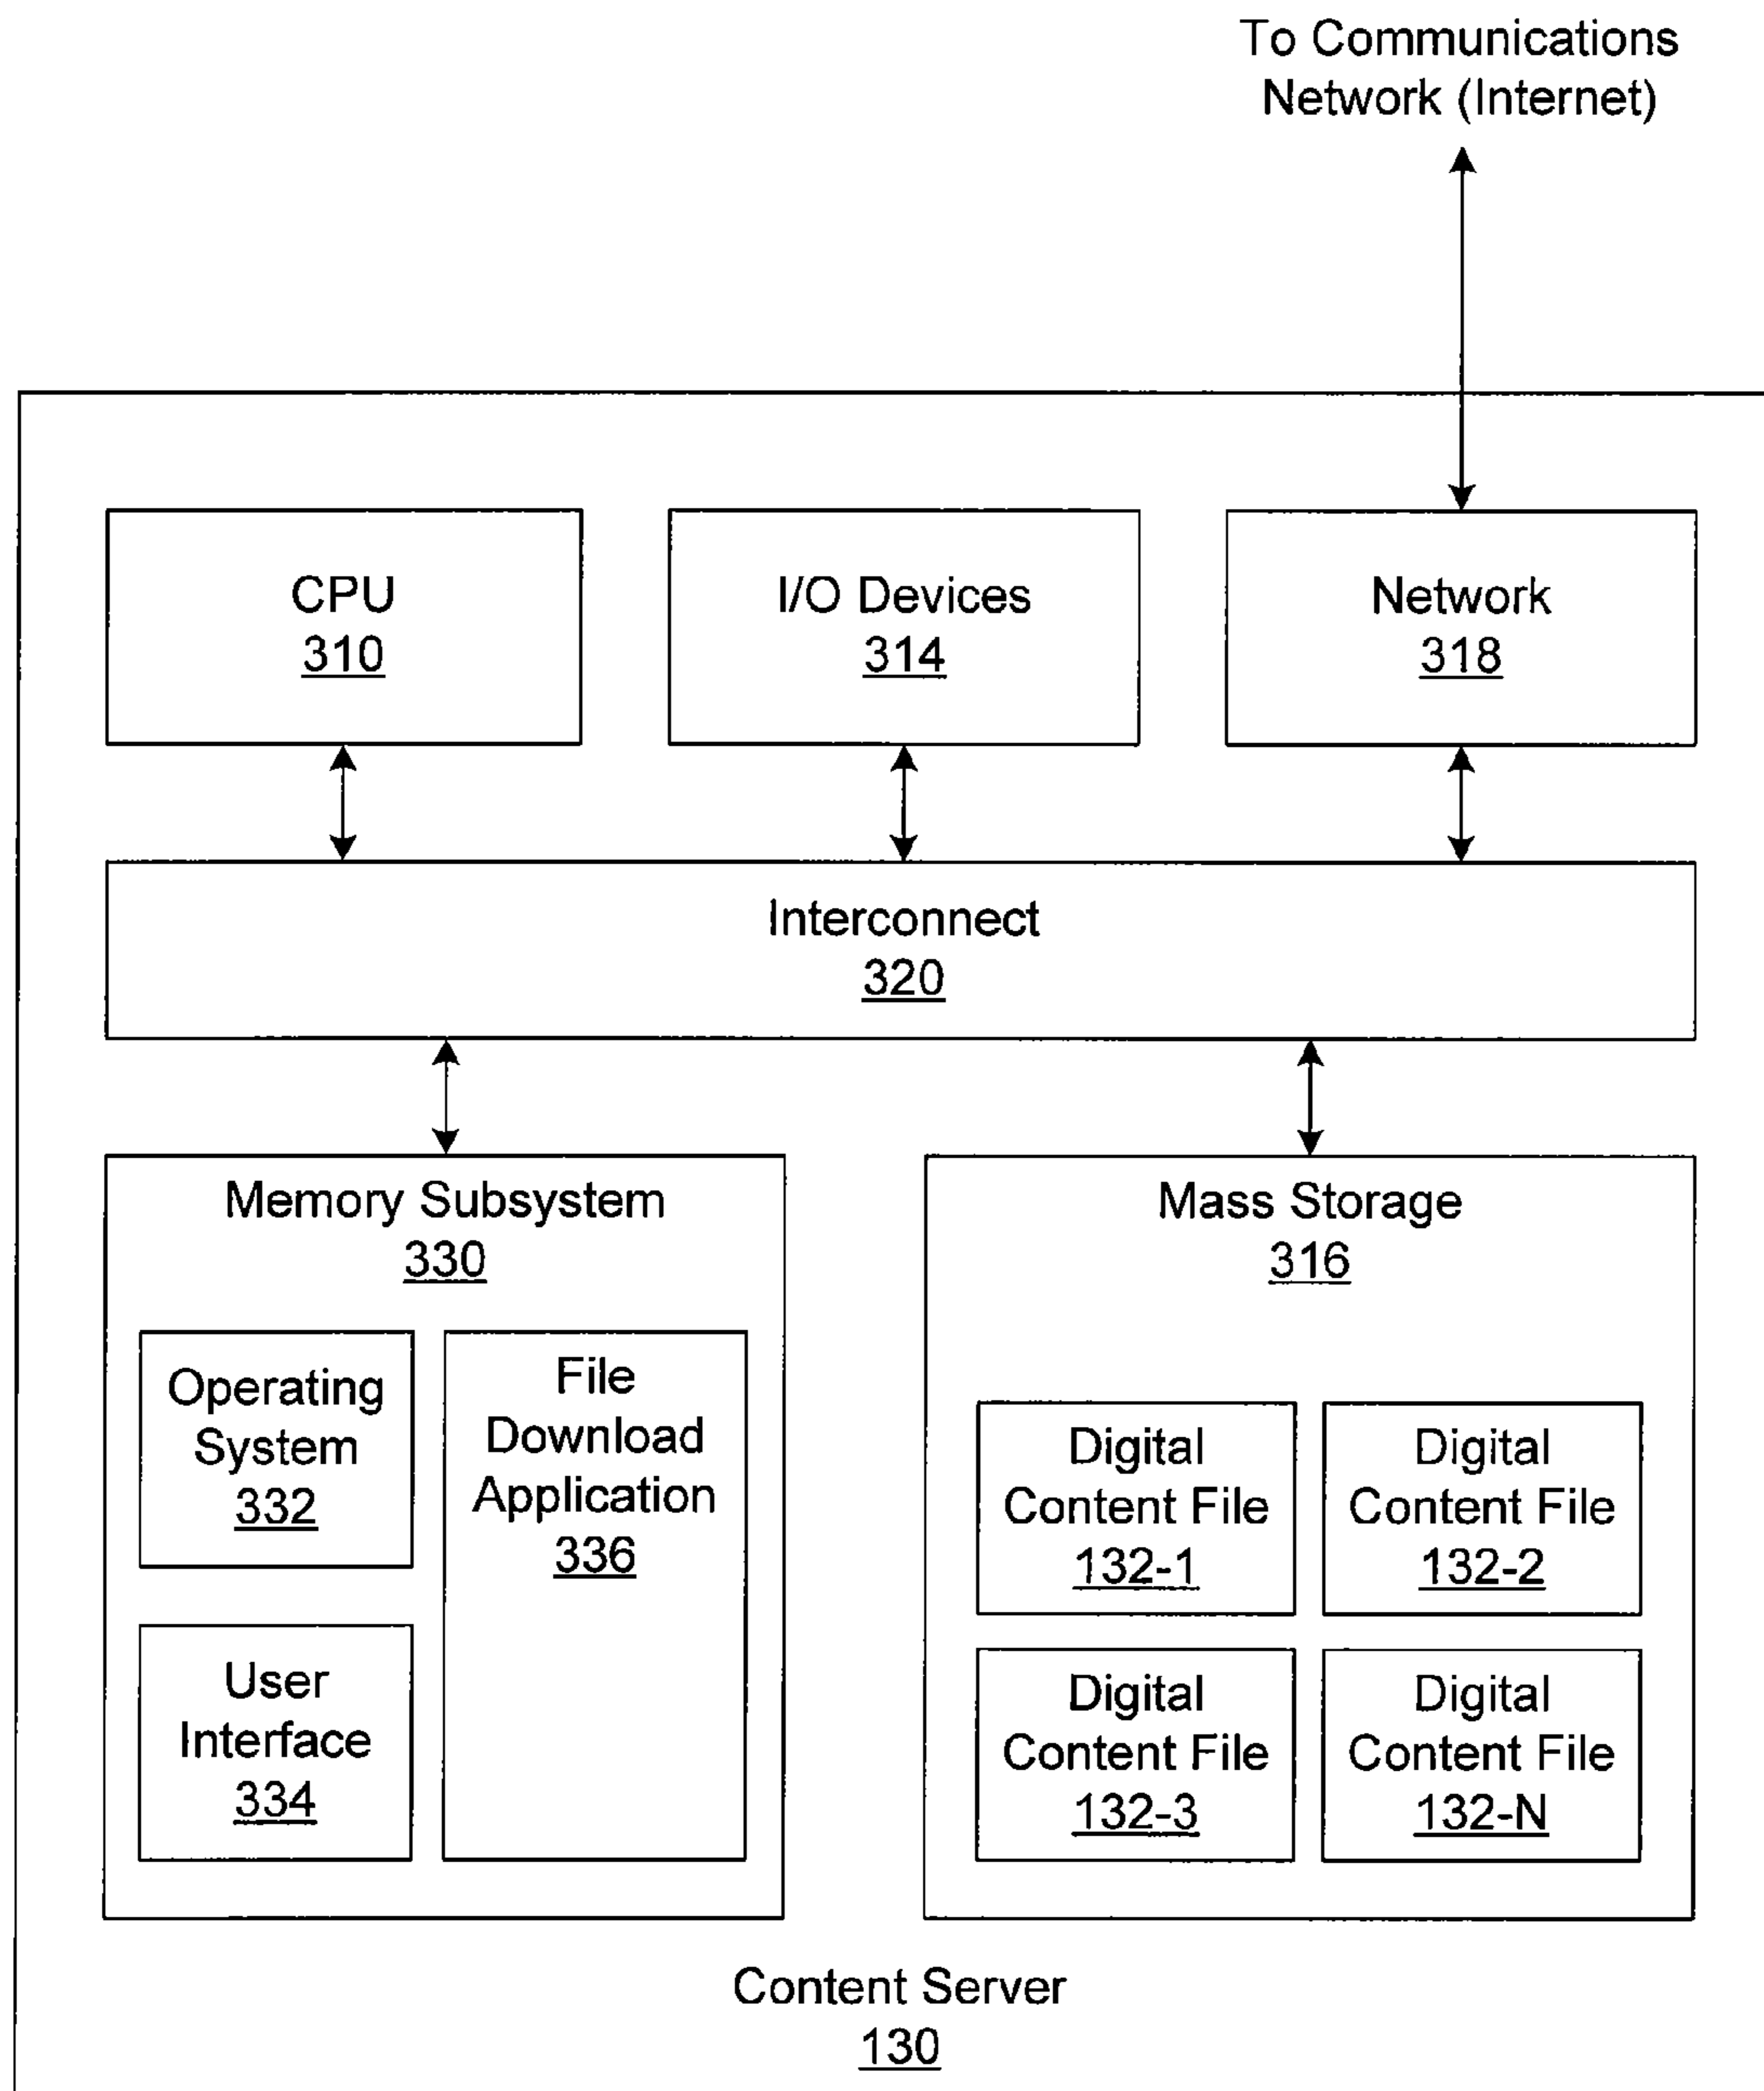 To Communications
Network (Internet)
CPU
310
I/O Devices
314
Network
318
Interconnect
320
Memory Subsystem
330
Operating
System
332
User
Interface
334
File
Download
Application
336
Mass Storage
316
Digital
Content File
132-1
Digital
Content File
132-2
Digital
Content File
132-3
Digital
Content File
132-N
Content Server
130